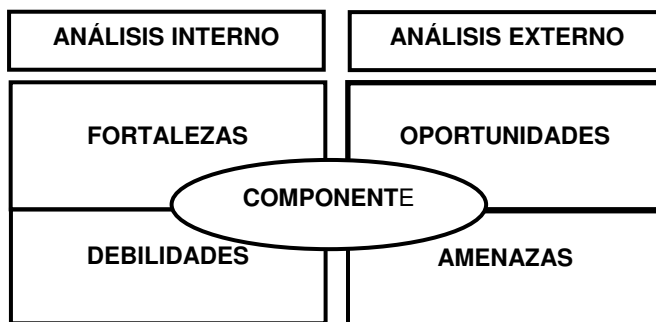 ANÁLISIS INTERNO
ANÁLISIS EXTERNO
FORTALEZAS
OPORTUNIDADES
COMPONENTE
DEBILIDADES
AMENAZAS